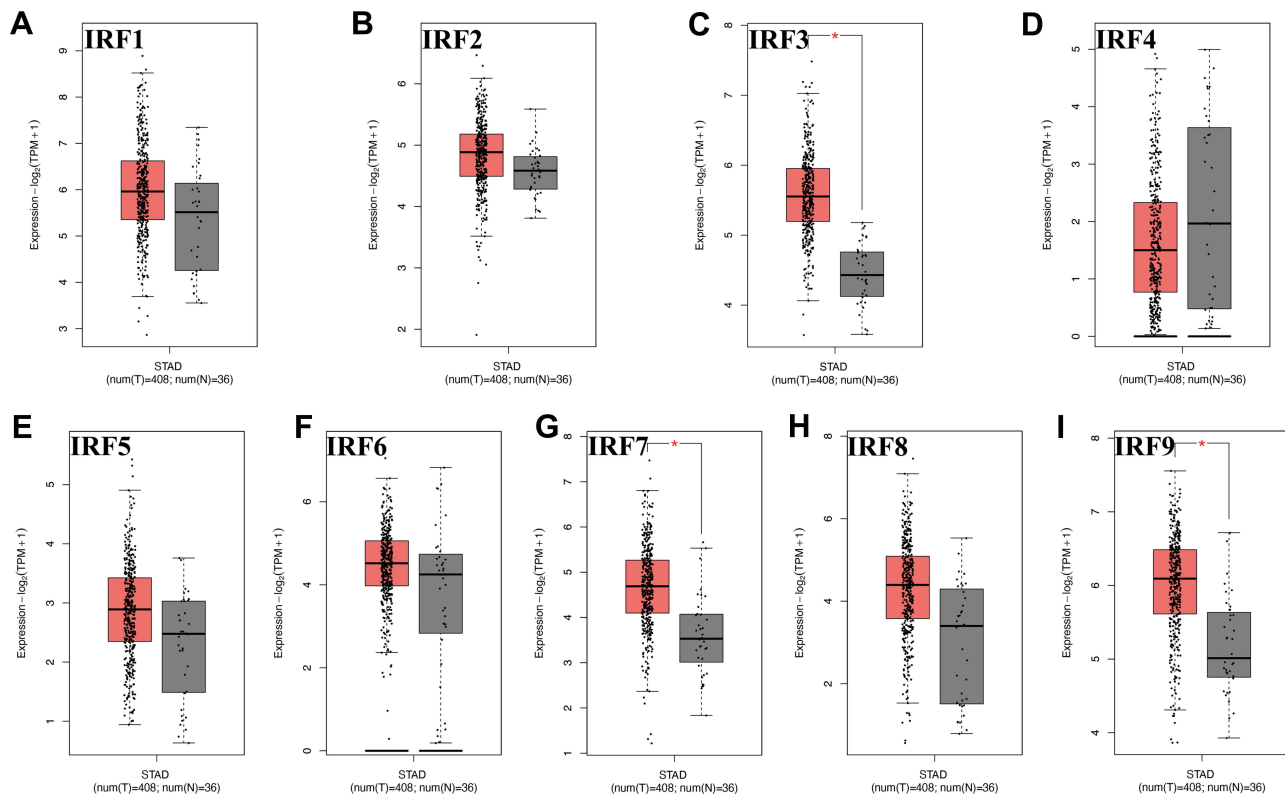 A
IRF1
Expression − log₂(TPM + 1)
9
8
7
6
5
4
3
STAD
(num(T)=408; num(N)=36)
B
IRF2
Expression − log₂(TPM + 1)
6
5
4
3
2
STAD
(num(T)=408; num(N)=36)
C
IRF3
*
Expression − log₂(TPM + 1)
8
7
6
5
4
STAD
(num(T)=408; num(N)=36)
D
IRF4
Expression − log₂(TPM + 1)
5
4
3
2
1
0
STAD
(num(T)=408; num(N)=36)
E
IRF5
Expression − log₂(TPM + 1)
5
4
3
2
1
STAD
(num(T)=408; num(N)=36)
F
IRF6
Expression − log₂(TPM + 1)
6
4
4
0
STAD
(num(T)=408; num(N)=36)
G
IRF7
*
Expression − log₂(TPM + 1)
8
7
6
5
4
3
2
1
STAD
(num(T)=408; num(N)=36)
H
IRF8
Expression − log₂(TPM + 1)
4
8
4
2
STAD
(num(T)=408; num(N)=36)
I
IRF9
*
Expression − log₂(TPM + 1)
8
7
6
5
4
STAD
(num(T)=408; num(N)=36)